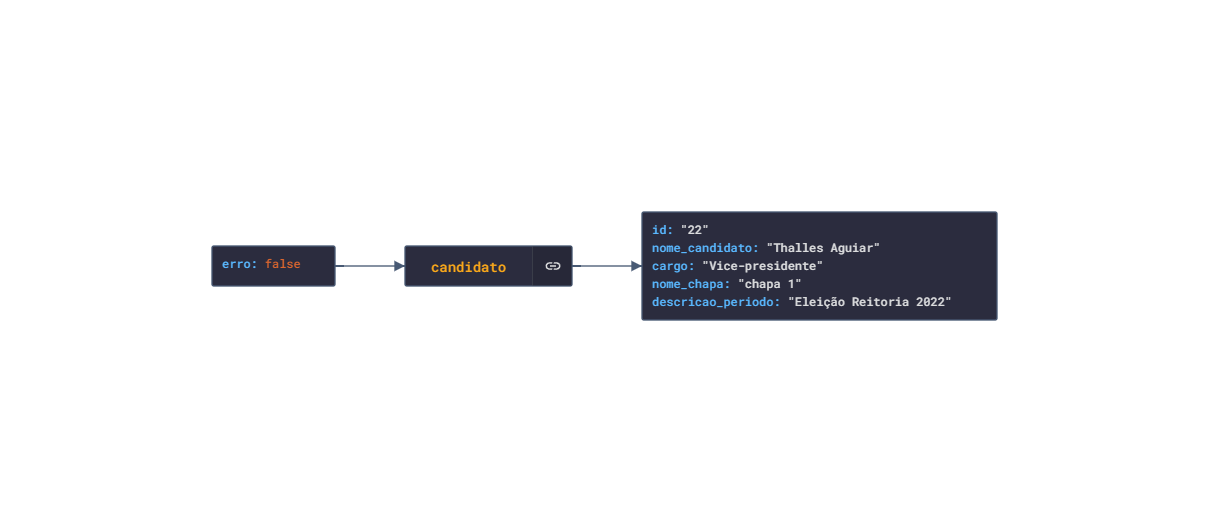 erro: false
candidato
id: "22"
nome_candidato: "Thalles Aguiar"
cargo: "Vice-presidente"
nome_chapa: "chapa 1"
descricao_periodo: "Eleição Reitoria 2022"